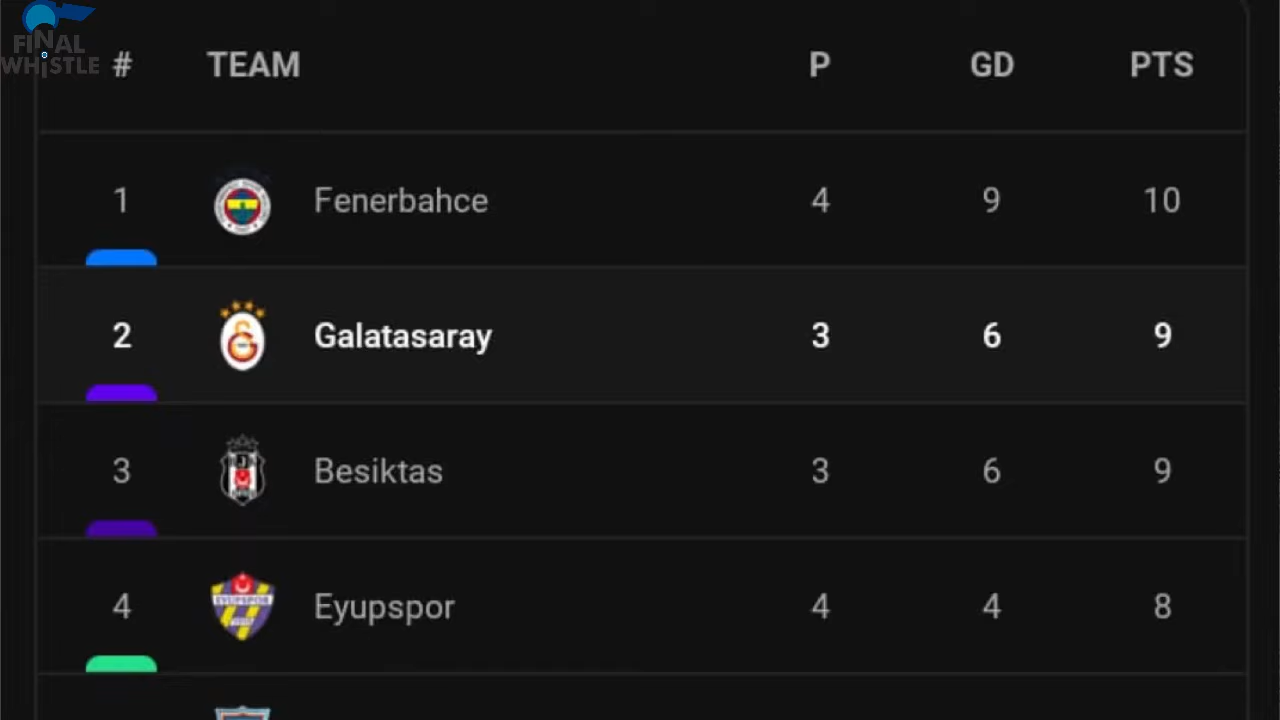 FINAL
WHISTLE
# TEAM P GD PTS
1 Fenerbahce 4 9 10
2 Galatasaray 3 6 9
3 Besiktas 3 6 9
4 Eyupspor 4 4 8
EYUPSPOR